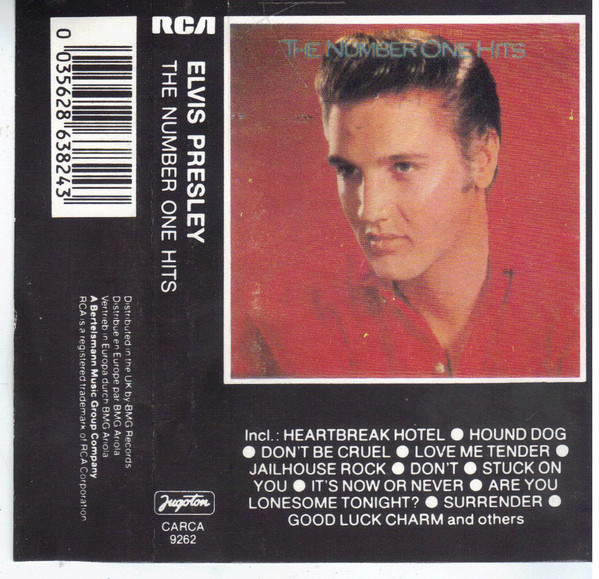 0 035628 638243
RCA
ELVIS PRESLEY
THE NUMBER ONE HITS
Distributed in the UK by BMG Records
Distribué en Europe par BMG Ariola
Vertrieb in Europa durch BMG Ariola
A Bertelsmann Music Group Company
RCA is a registered trademark of RCA Corporation
THE NUMBER ONE HITS
Incl.: HEARTBREAK HOTEL ● HOUND DOG
● DON'T BE CRUEL ● LOVE ME TENDER ●
JAILHOUSE ROCK ● DON'T ● STUCK ON
YOU ● IT'S NOW OR NEVER ● ARE YOU
LONESOME TONIGHT? ● SURRENDER ●
GOOD LUCK CHARM and others
Jugoton
CARCA
9262